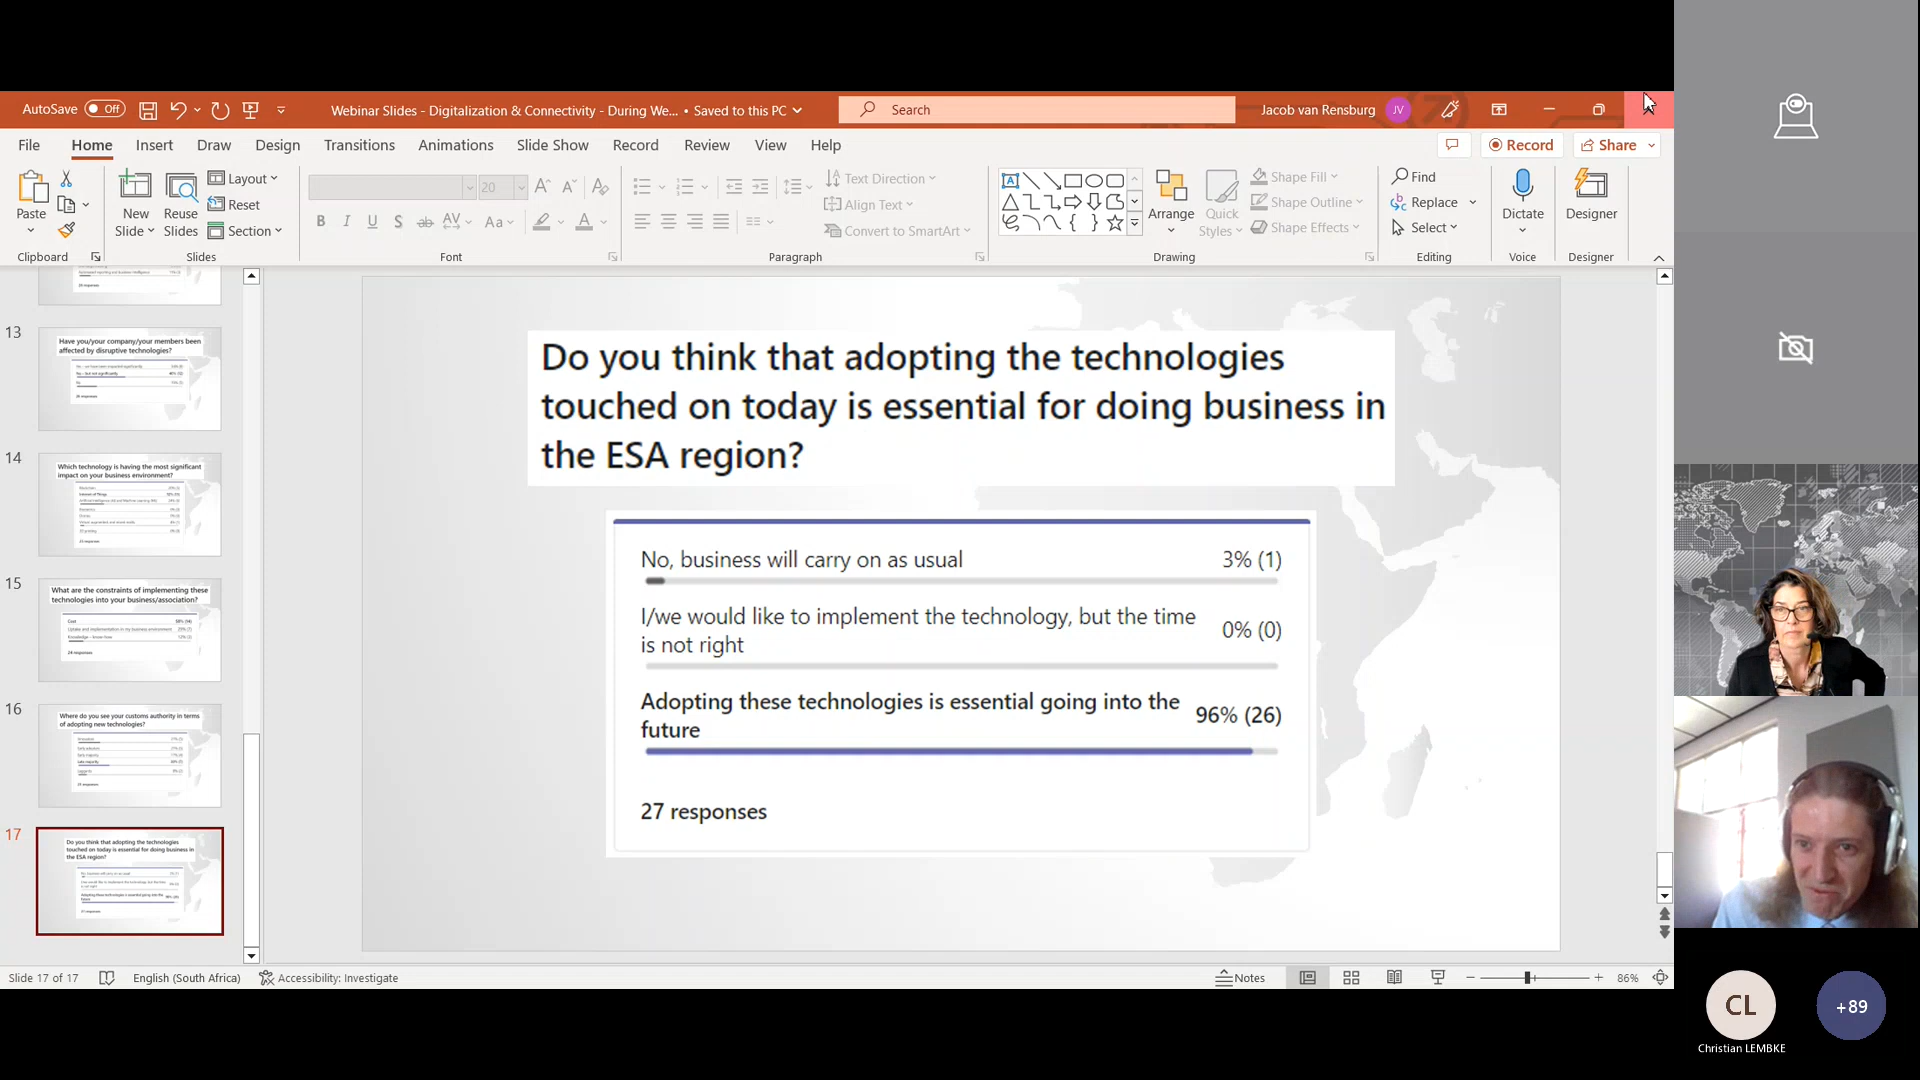 AutoSave Off
Webinar Slides - Digitalization & Connectivity - During We... • Saved to this PC
Search
Jacob van Rensburg JV
File Home Insert Draw Design Transitions Animations Slide Show Record Review View Help
Record
Share
Paste
New Slide
Reuse Slides
Layout
Reset
Section
20
Text Direction
Align Text
Convert to SmartArt
Arrange
Quick Styles
Shape Fill
Shape Outline
Shape Effects
Find
Replace
Select
Dictate
Designer
Clipboard Slides Font Paragraph Drawing Editing Voice Designer
13
Have you/your company/your members been
affected by disruptive technologies?
14
Which technology is having the most significant
impact on your business environment?
15
What are the constraints of implementing these
technologies into your business/association?
16
Where do you see your customs authority in terms
of adopting new technologies?
17
Do you think that adopting the technologies
touched on today is essential for doing business in
the ESA region?
Do you think that adopting the technologies
touched on today is essential for doing business in
the ESA region?
No, business will carry on as usual 3% (1)
I/we would like to implement the technology, but the time
is not right 0% (0)
Adopting these technologies is essential going into the
future 96% (26)
27 responses
Slide 17 of 17
English (South Africa)
Accessibility: Investigate
Notes
86%
CL
Christian LEMBKE
+89